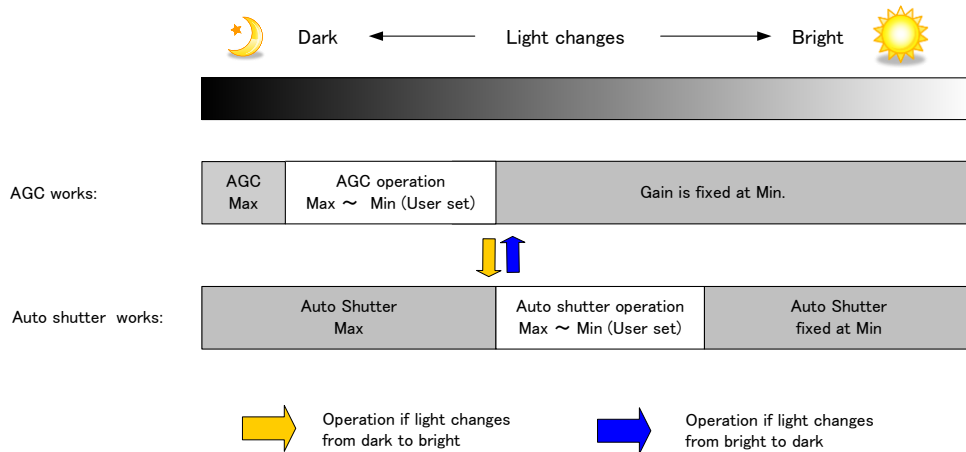 Dark
Light changes
Bright
AGC works:
AGC
Max
AGC operation
Max ～ Min (User set)
Gain is fixed at Min.
Auto shutter works:
Auto Shutter
Max
Auto shutter operation
Max ～ Min (User set)
Auto Shutter
fixed at Min
Operation if light changes
from dark to bright
Operation if light changes
from bright to dark